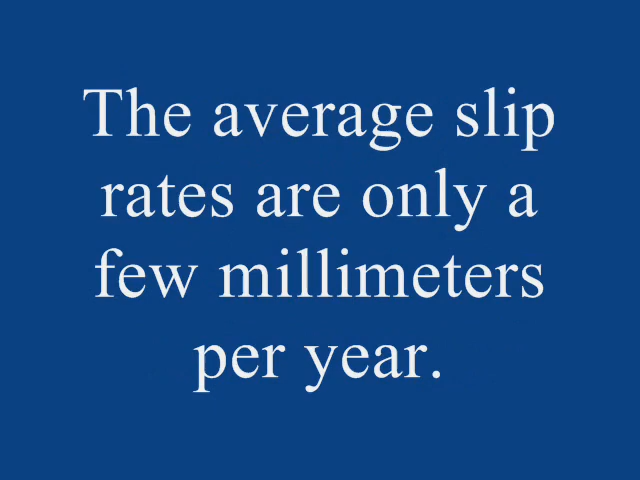 The average slip
rates are only a
few millimeters
per year.